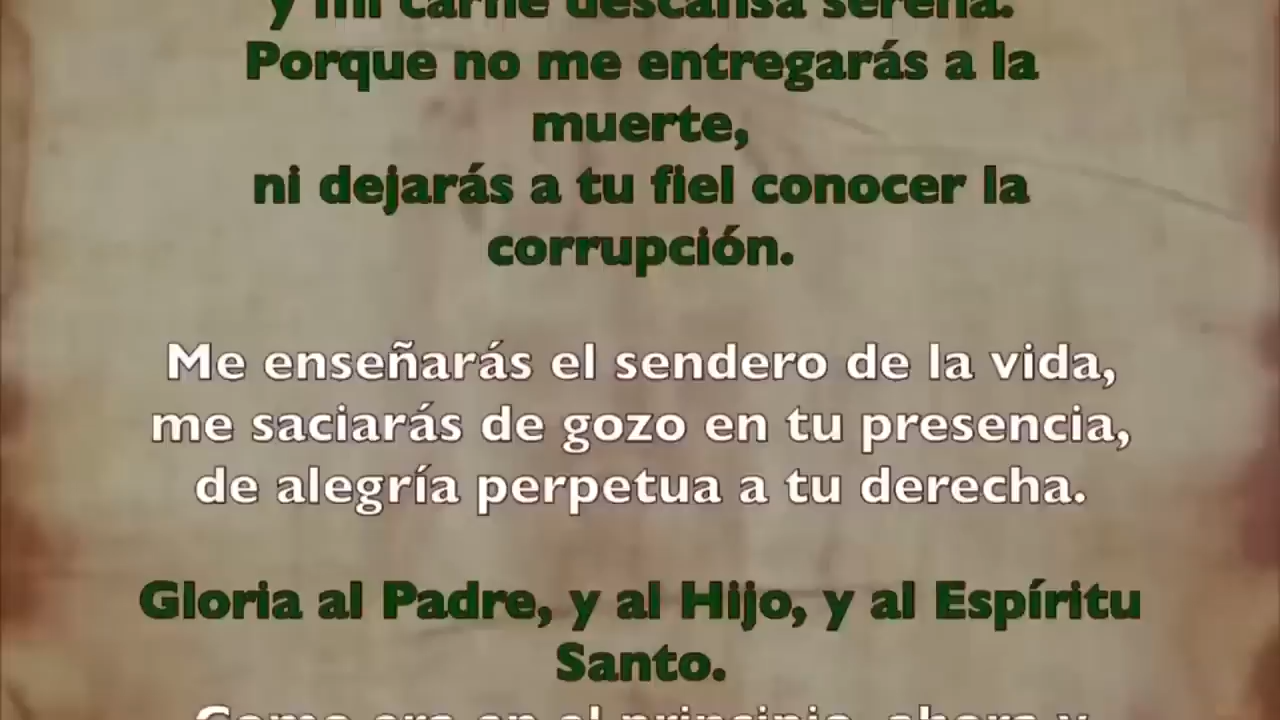 y mi carne descansa serena.
Porque no me entregarás a la
muerte,
ni dejarás a tu fiel conocer la
corrupción.
Me enseñarás el sendero de la vida,
me saciarás de gozo en tu presencia,
de alegría perpetua a tu derecha.
Gloria al Padre, y al Hijo, y al Espíritu
Santo.
Como era en el principio, ahora y